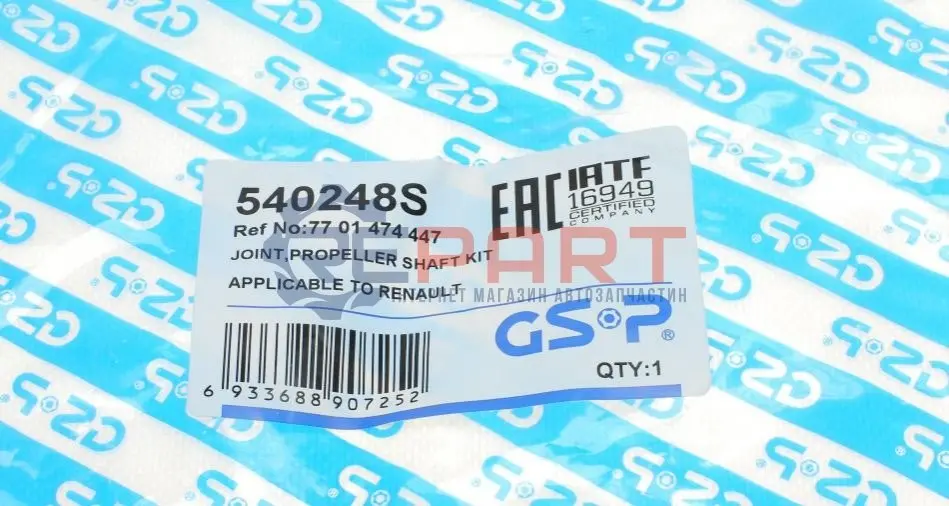 540248S
Ref No:77 01 474 447
JOINT,PROPELLER SHAFT KIT
APPLICABLE TO RENAULT
EAC
IATF
16949
CERTIFIED
COMPANY
REPART
ІНТЕРНЕТ МАГАЗИН АВТОЗАПЧАСТИН
GSP®
QTY:1
6 933688 907252